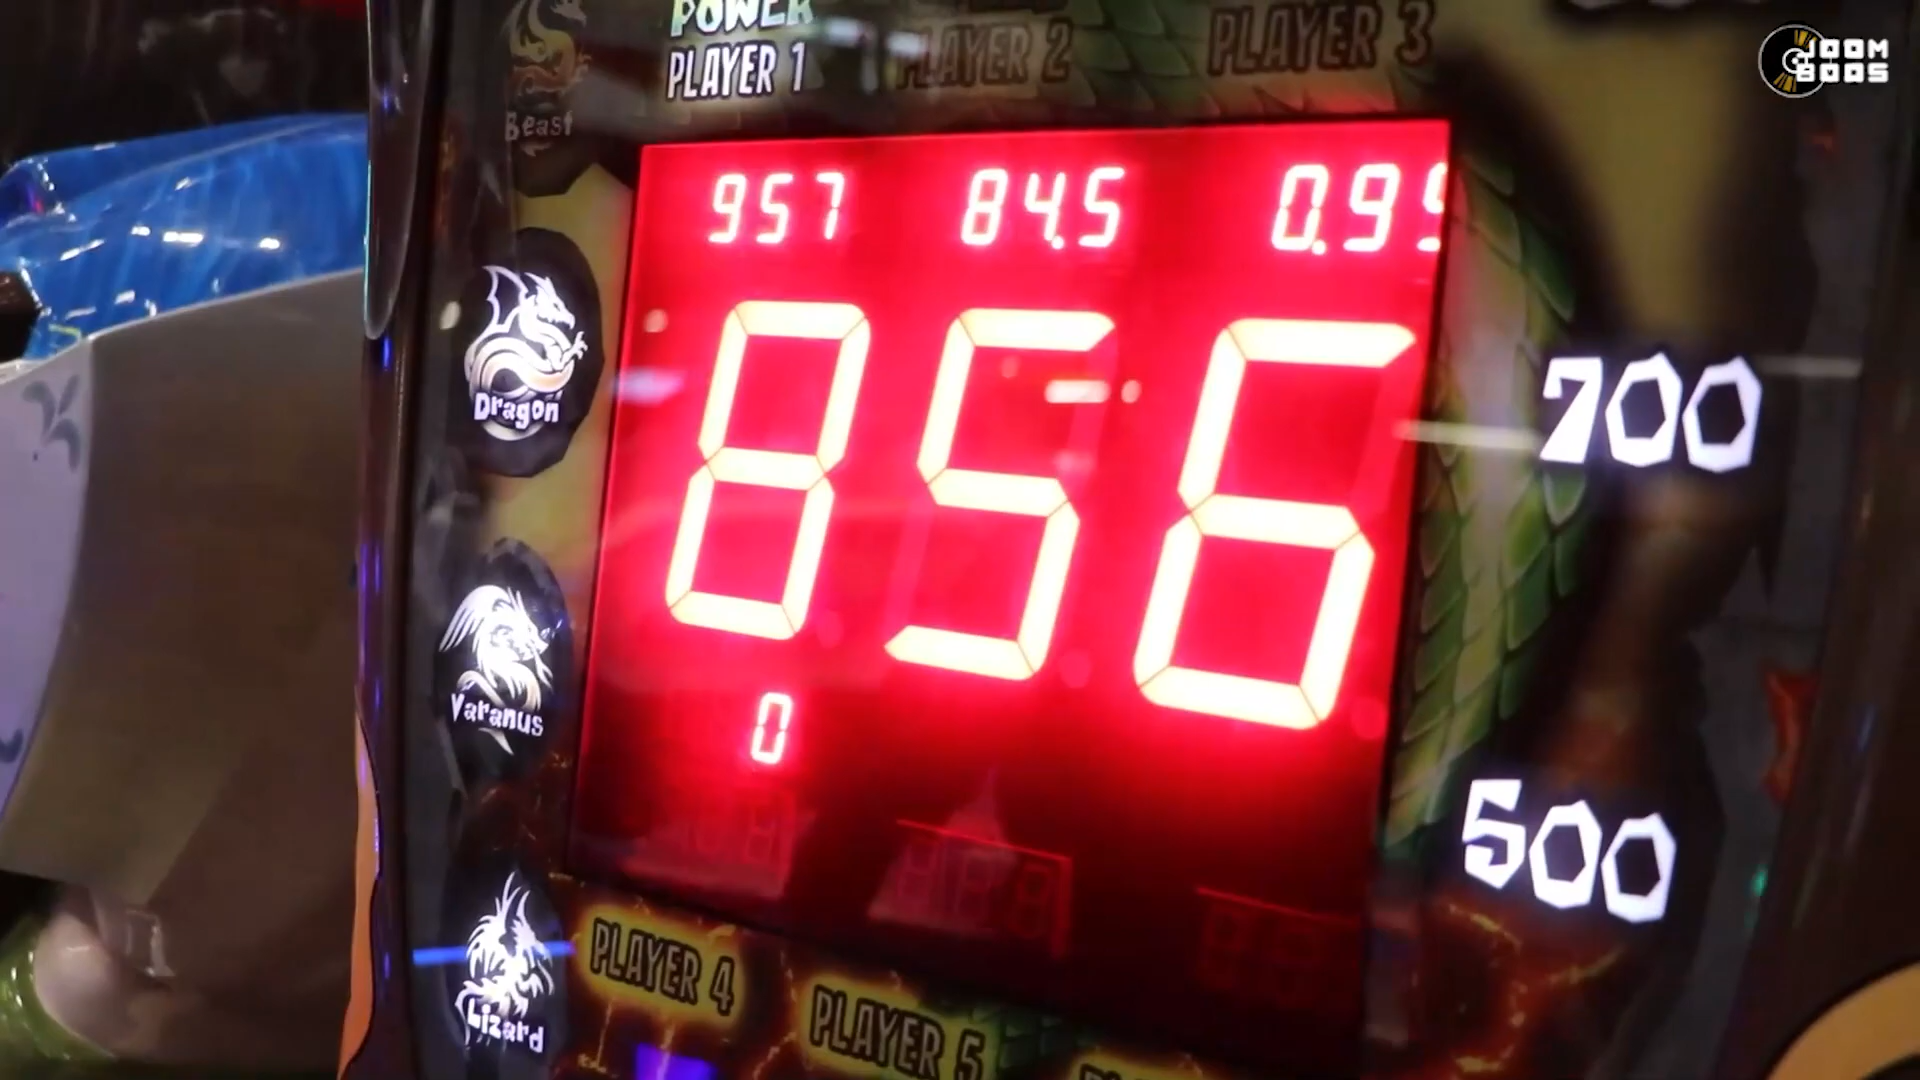 POWER
PLAYER 1
PLAYER 2
PLAYER 3
JOOM
BOOS
Beast
957
84.5
0.9
Dragon
856
700
Varanus
0
500
Lizard
PLAYER 4
PLAYER 5